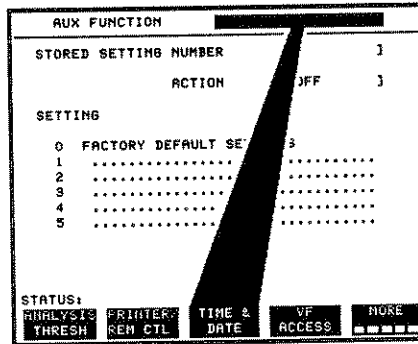 AUX FUNCTION
STORED SETTING NUMBER ]
ACTION OFF ]
SETTING
0 FACTORY DEFAULT
1 ....................................
2 ....................................
3 ....................................
4 ....................................
5 ....................................
STATUS:
ANALYSIS THRESH
PRINTER/ REM CTL
TIME & DATE
VF ACCESS
MORE